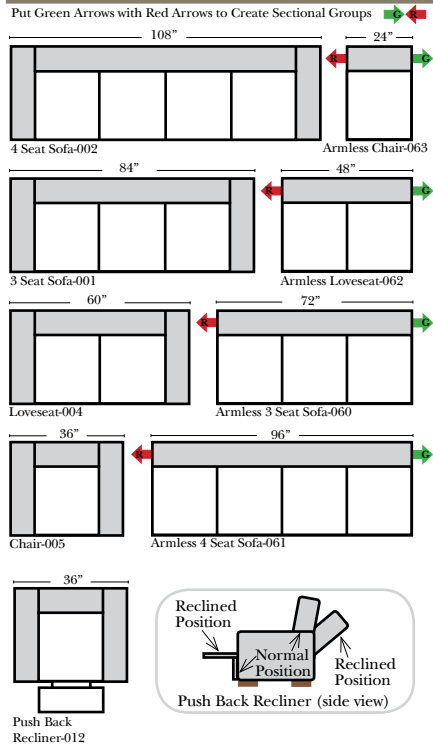 Put Green Arrows with Red Arrows to Create Sectional Groups G R
108” 24”
R G
4 Seat Sofa-002 Armless Chair-063
84” 48”
R G
3 Seat Sofa-001 Armless Loveseat-062
60” 72”
R G
Loveseat-004 Armless 3 Seat Sofa-060
36” 96”
R G
Chair-005 Armless 4 Seat Sofa-061
36”
Push Back
Recliner-012
Reclined
Position
Normal
Position
Reclined
Position
Push Back Recliner (side view)